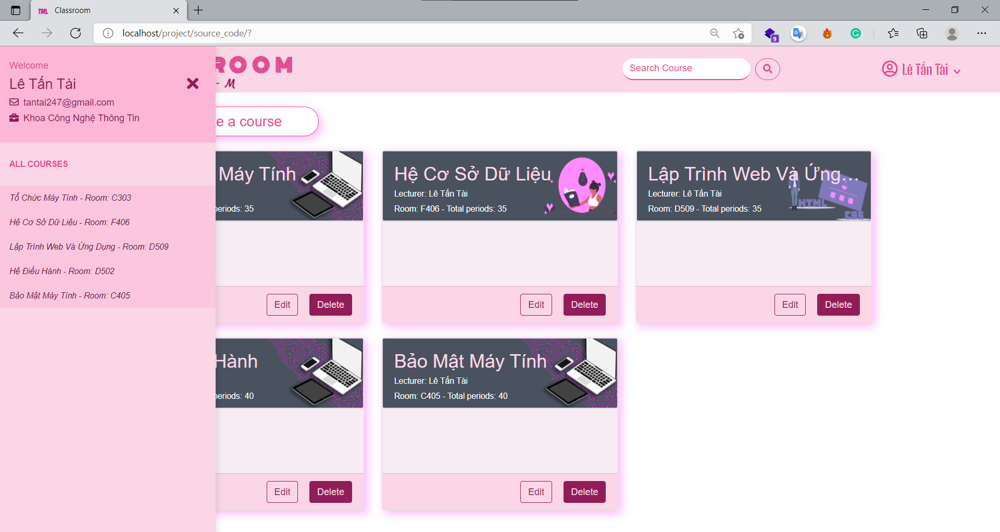 TML Classroom
localhost/project/source_code/?
9
Welcome
Lê Tấn Tài
tantai247@gmail.com
Khoa Công Nghệ Thông Tin
ALL COURSES
Tổ Chức Máy Tính - Room: C303
Hệ Cơ Sở Dữ Liệu - Room: F406
Lập Trình Web Và Ứng Dụng - Room: D509
Hệ Điều Hành - Room: D502
Bảo Mật Máy Tính - Room: C405
ROOM
- M
Search Course
Lê Tấn Tài
te a course
Máy Tính
periods: 35
Edit Delete
Hệ Cơ Sở Dữ Liệu
Lecturer: Lê Tấn Tài
Room: F406 - Total periods: 35
Edit Delete
Lập Trình Web Và Ứng...
Lecturer: Lê Tấn Tài
Room: D509 - Total periods: 35
HTML
CSS
Edit Delete
Hành
periods: 40
Edit Delete
Bảo Mật Máy Tính
Lecturer: Lê Tấn Tài
Room: C405 - Total periods: 40
Edit Delete